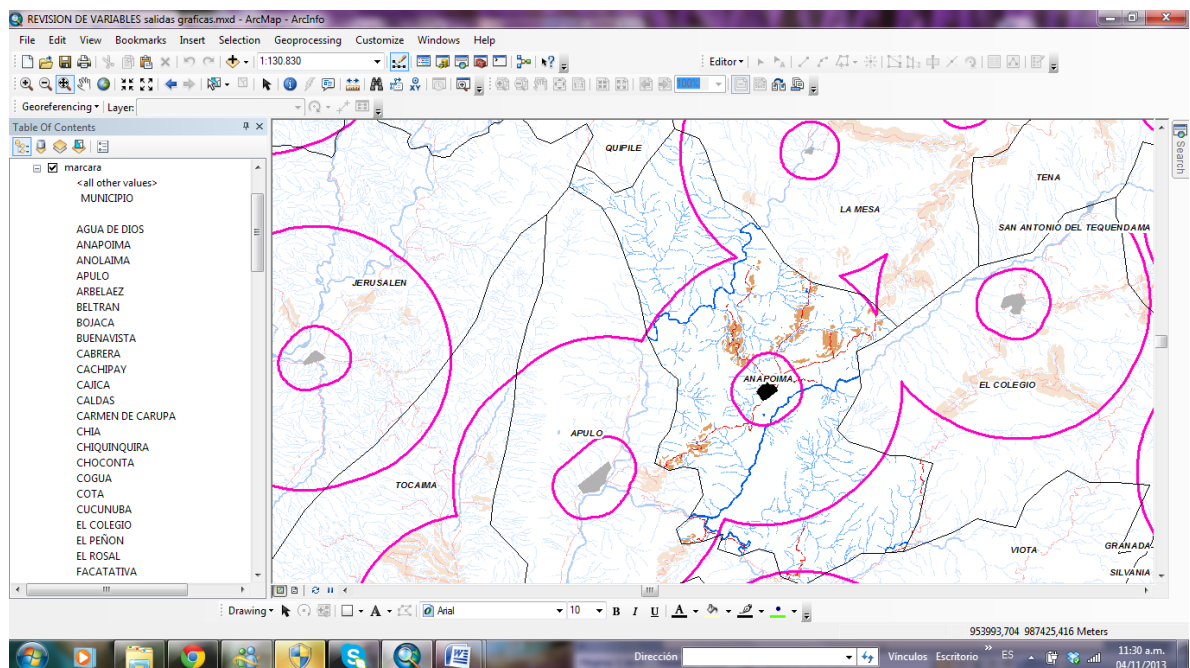 REVISION DE VARIABLES salidas graficas.mxd - ArcMap - ArcInfo
File Edit View Bookmarks Insert Selection Geoprocessing Customize Windows Help
1:130.830
Editor
100%
Georeferencing Layer:
Table Of Contents
marcara
<all other values>
MUNICIPIO
AGUA DE DIOS
ANAPOIMA
ANOLAIMA
APULO
ARBELAEZ
BELTRAN
BOJACA
BUENAVISTA
CABRERA
CACHIPAY
CAJICA
CALDAS
CARMEN DE CARUPA
CHIA
CHIQUINQUIRA
CHOCONTA
COGUA
COTA
CUCUNUBA
EL COLEGIO
EL PEÑON
EL ROSAL
FACATATIVA
QUIPILE
TENA
LA MESA
SAN ANTONIO DEL TEQUENDAMA
JERUSALEN
ANAPOIMA
EL COLEGIO
APULO
TOCAIMA
VIOTA
GRANADA
SILVANIA
Search
Drawing A Arial 10 B I U A
953993,704 987425,416 Meters
Dirección Vínculos Escritorio » ES 11:30 a.m.
04/11/2013